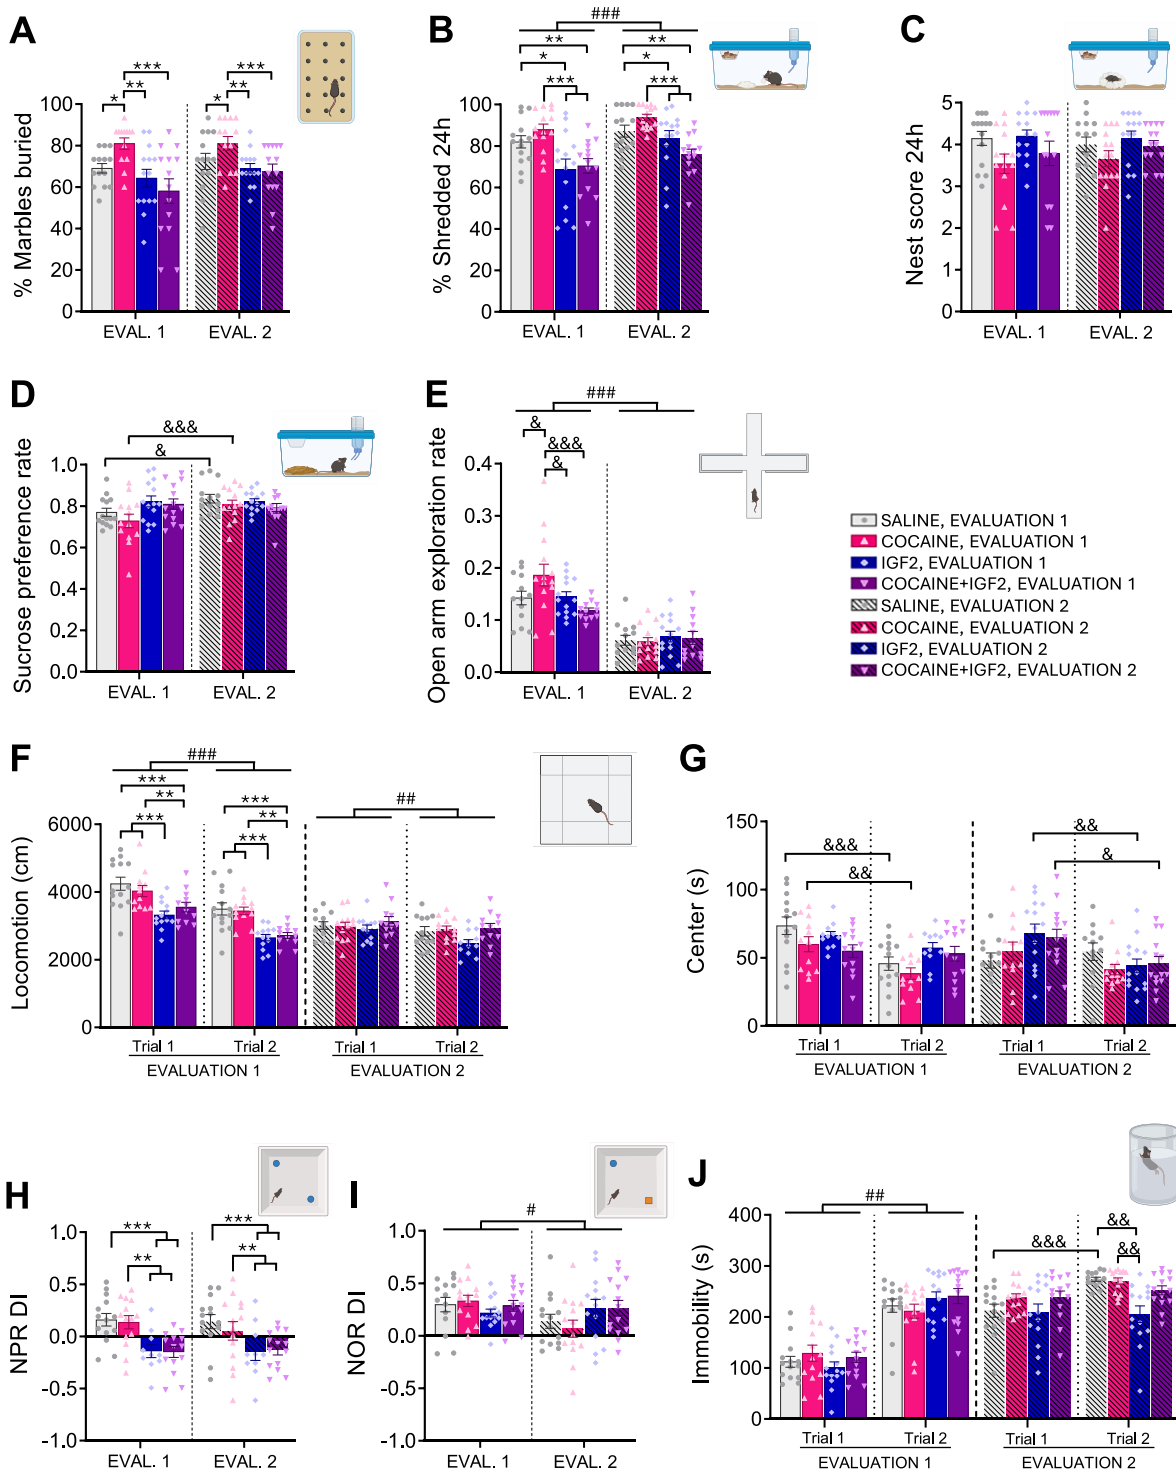 A
% Marbles buried
100
80
60
40
20
0
*
**
***
*
**
***
EVAL. 1
EVAL. 2
B
% Shredded 24h
100
80
60
40
20
0
###
**
*
***
**
*
***
EVAL. 1
EVAL. 2
C
Nest score 24h
5
4
3
2
1
0
EVAL. 1
EVAL. 2
D
Sucrose preference rate
1.0
0.8
0.6
0.4
0.2
0.0
&&&
&
EVAL. 1
EVAL. 2
E
Open arm exploration rate
0.4
0.3
0.2
0.1
0.0
###
&
&&&
&
EVAL. 1
EVAL. 2
SALINE, EVALUATION 1
COCAINE, EVALUATION 1
IGF2, EVALUATION 1
COCAINE+IGF2, EVALUATION 1
SALINE, EVALUATION 2
COCAINE, EVALUATION 2
IGF2, EVALUATION 2
COCAINE+IGF2, EVALUATION 2
F
Locomotion (cm)
6000
4000
2000
0
###
***
**
***
***
**
***
##
Trial 1
Trial 2
Trial 1
Trial 2
EVALUATION 1
EVALUATION 2
G
Center (s)
150
100
50
0
&&&
&&
&&
&
Trial 1
Trial 2
Trial 1
Trial 2
EVALUATION 1
EVALUATION 2
H
NPR DI
1.0
0.5
0.0
-0.5
-1.0
***
**
***
**
EVAL. 1
EVAL. 2
I
NOR DI
1.0
0.5
0.0
-0.5
-1.0
#
EVAL. 1
EVAL. 2
J
Immobility (s)
400
300
200
100
0
##
&&&
&&
&&
Trial 1
Trial 2
Trial 1
Trial 2
EVALUATION 1
EVALUATION 2